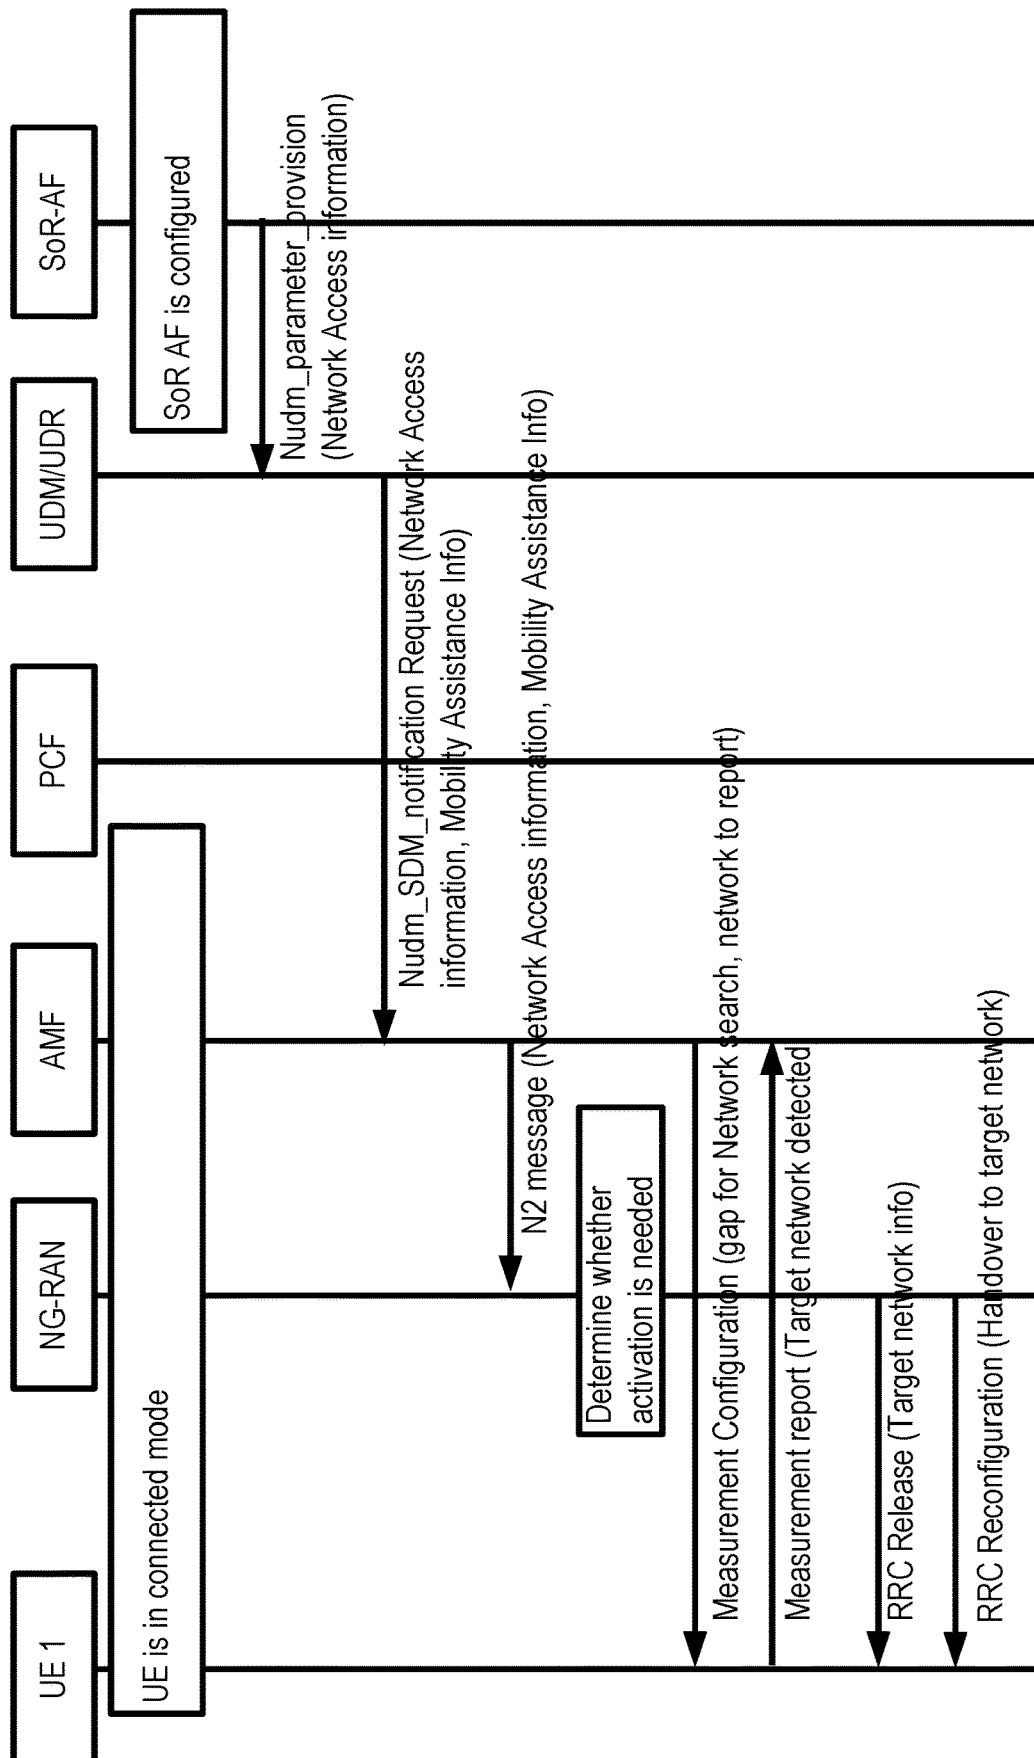 UE 1
NG-RAN
AMF
PCF
UDM/UDR
SoR-AF
UE is in connected mode
SoR AF is configured
Nudm_parameter_provision
(Network Access information)
Nudm_SDM_notification Request (Network Access
information, Mobility Assistance Info)
N2 message (Network Access information, Mobility Assistance Info)
Determine whether
activation is needed
Measurement Configuration (gap for Network search, network to report)
Measurement report (Target network detected
RRC Release (Target network info)
RRC Reconfiguration (Handover to target network)